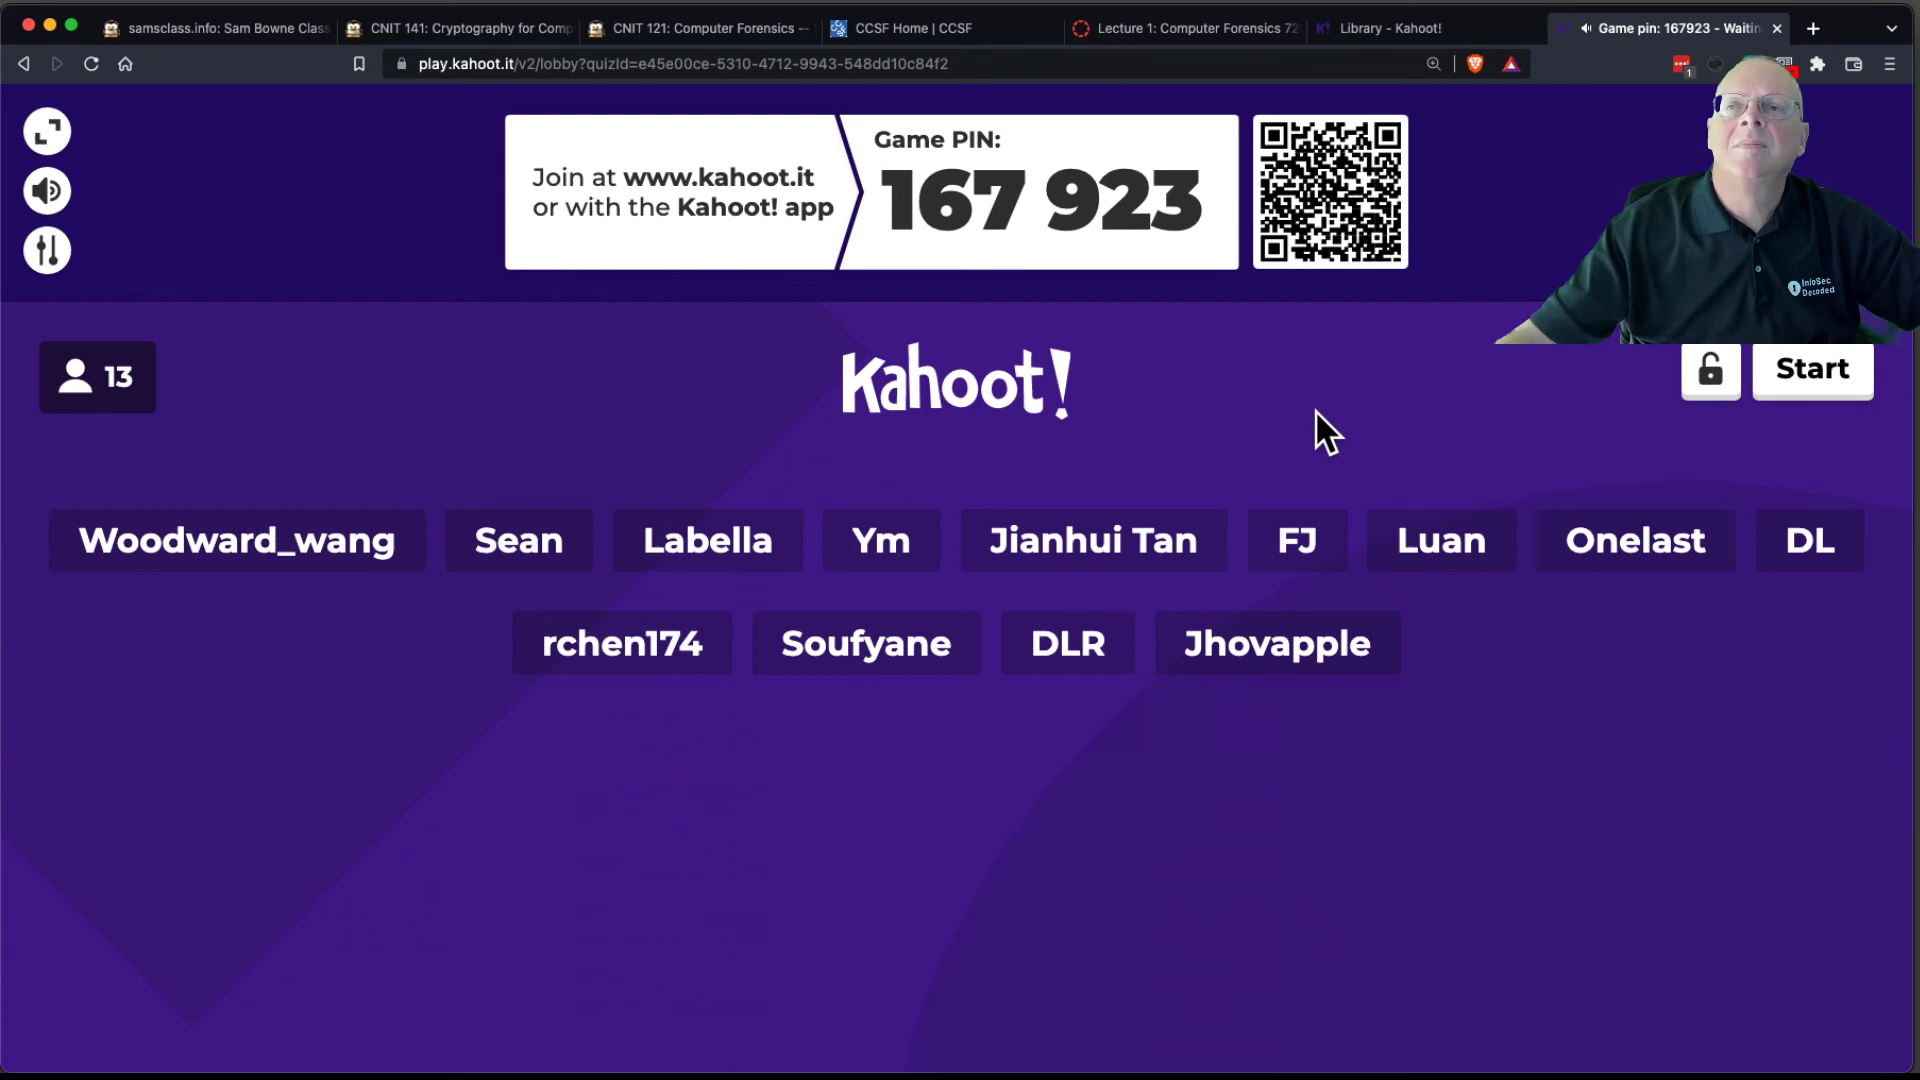 samsclass.info: Sam Bowne Class
CNIT 141: Cryptography for Comp
CNIT 121: Computer Forensics --
CCSF Home | CCSF
Lecture 1: Computer Forensics 72
Library - Kahoot!
Game pin: 167923 - Waitin
play.kahoot.it/v2/lobby?quizId=e45e00ce-5310-4712-9943-548dd10c84f2
1
Join at www.kahoot.it
or with the Kahoot! app
Game PIN:
167 923
InfoSec
Decoded
13
Kahoot!
Start
Woodward_wang
Sean
Labella
Ym
Jianhui Tan
FJ
Luan
Onelast
DL
rchen174
Soufyane
DLR
Jhovapple